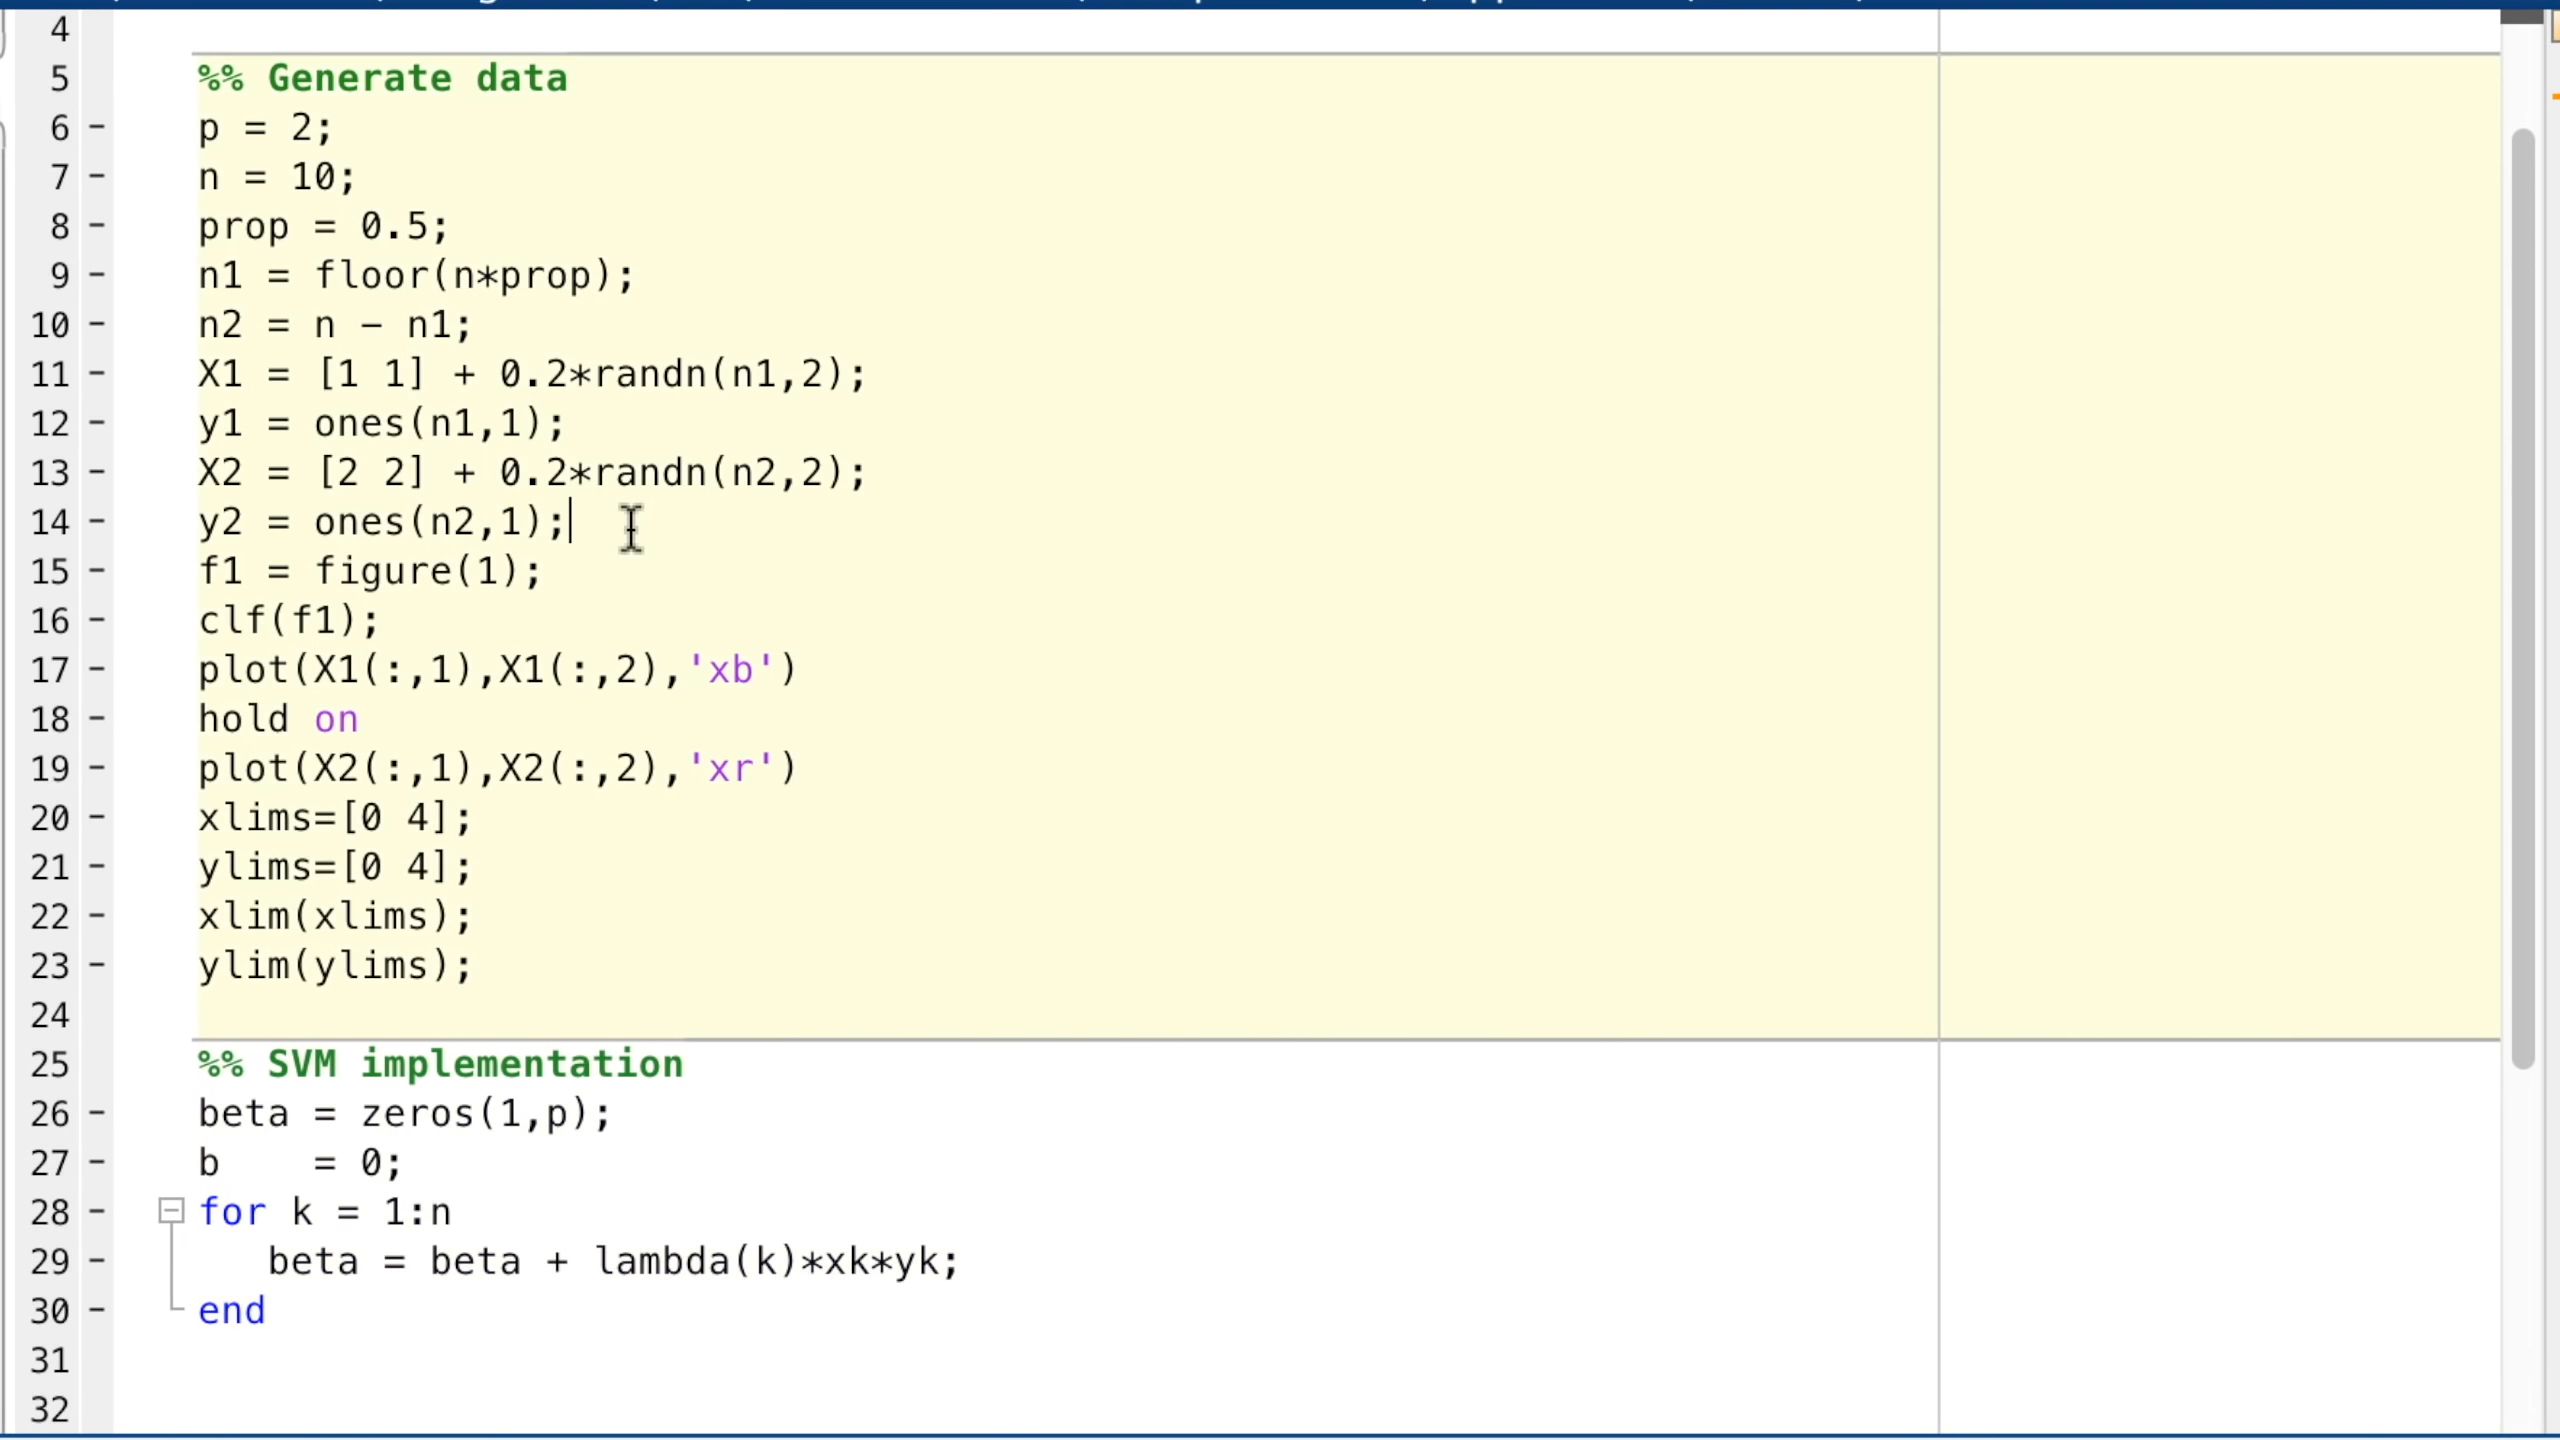 4
5 %% Generate data
6 - p = 2;
7 - n = 10;
8 - prop = 0.5;
9 - n1 = floor(n*prop);
10 - n2 = n - n1;
11 - X1 = [1 1] + 0.2*randn(n1,2);
12 - y1 = ones(n1,1);
13 - X2 = [2 2] + 0.2*randn(n2,2);
14 - y2 = ones(n2,1);
15 - f1 = figure(1);
16 - clf(f1);
17 - plot(X1(:,1),X1(:,2),'xb')
18 - hold on
19 - plot(X2(:,1),X2(:,2),'xr')
20 - xlims=[0 4];
21 - ylims=[0 4];
22 - xlim(xlims);
23 - ylim(ylims);
24
25 %% SVM implementation
26 - beta = zeros(1,p);
27 - b    = 0;
28 - for k = 1:n
29 -    beta = beta + lambda(k)*xk*yk;
30 - end
31
32